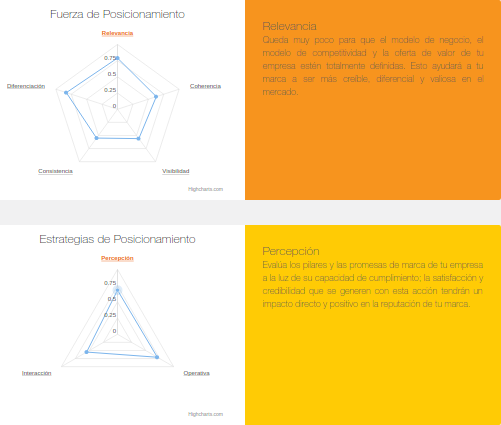 Fuerza de Posicionamiento
Relevancia
0.75
0.5
0.25
0
Diferenciación
Coherencia
Consistencia
Visibilidad
Highcharts.com
Relevancia
Queda muy poco para que el modelo de negocio, el
modelo de competitividad y la oferta de valor de tu
empresa estén totalmente definidas. Esto ayudará a tu
marca a ser más creíble, diferencial y valiosa en el
mercado.
Estrategias de Posicionamiento
Percepción
0.75
0.5
0.25
0
Interacción
Operativa
Highcharts.com
Percepción
Evalúa los pilares y las promesas de marca de tu empresa
a la luz de su capacidad de cumplimiento; la satisfacción y
credibilidad que se generen con esta acción tendrán un
impacto directo y positivo en la reputación de tu marca.